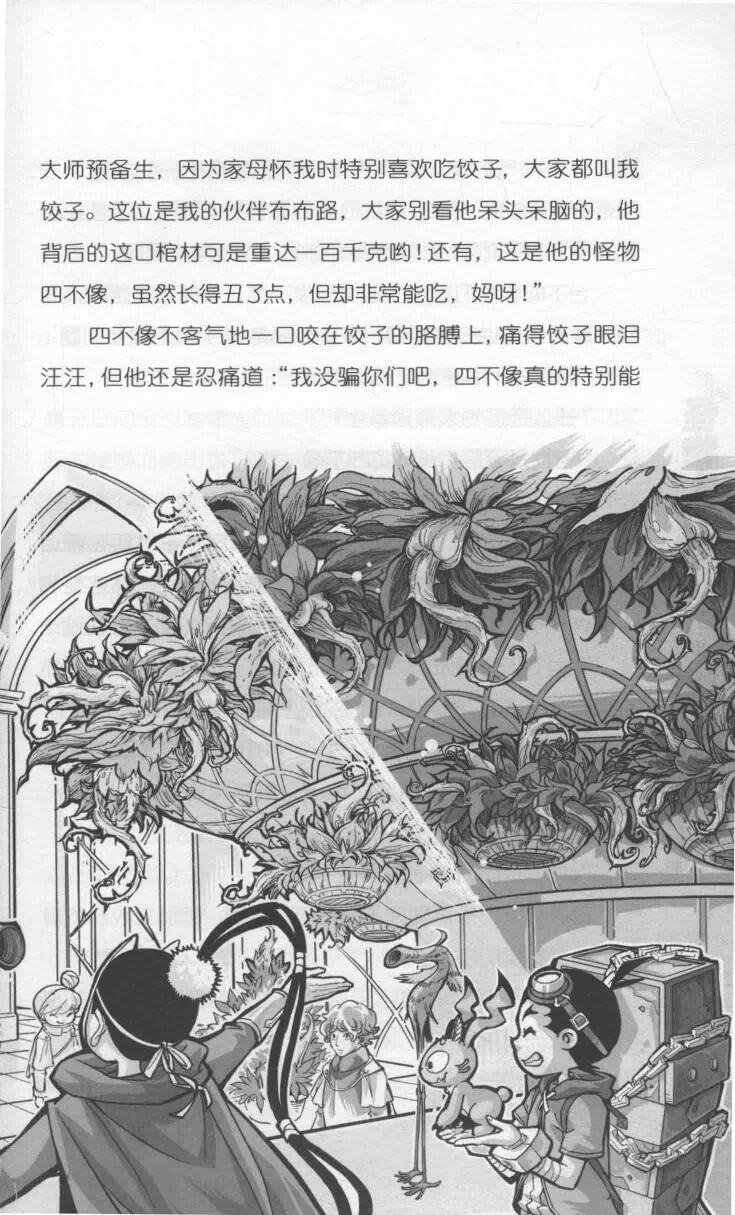 大师预备生，因为家母怀我时特别喜欢吃饺子，大家都叫我
饺子。这位是我的伙伴布布路，大家别看他呆头呆脑的，他
背后的这口棺材可是重达一百千克哟！还有，这是他的怪物
四不像，虽然长得丑了点，但却非常能吃，妈呀！”
四不像不客气地一口咬在饺子的胳膊上，痛得饺子眼泪
汪汪，但他还是忍痛道：“我没骗你们吧，四不像真的特别能